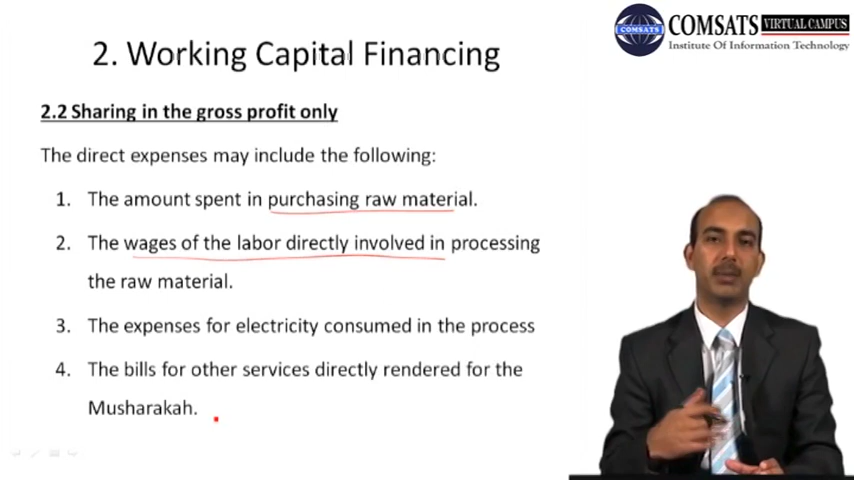 2. Working Capital Financing
COMSATS
COMSATS VIRTUAL CAMPUS
Institute Of Information Technology
2.2 Sharing in the gross profit only
The direct expenses may include the following:
1. The amount spent in purchasing raw material.
2. The wages of the labor directly involved in processing
the raw material.
3. The expenses for electricity consumed in the process
4. The bills for other services directly rendered for the
Musharakah.